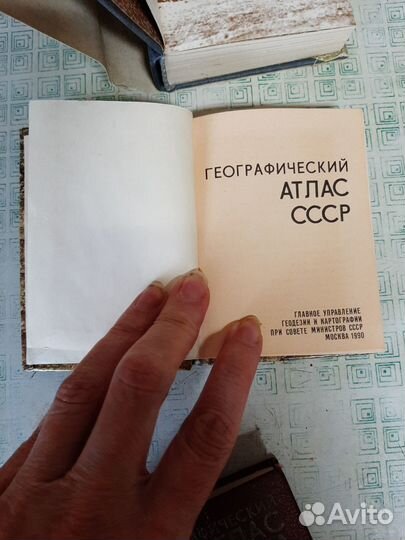 ГЕОГРАФИЧЕСКИЙ
АТЛАС
СССР
ГЛАВНОЕ УПРАВЛЕНИЕ
ГЕОДЕЗИИ И КАРТОГРАФИИ
ПРИ СОВЕТЕ МИНИСТРОВ СССР
МОСКВА 1990
Avito